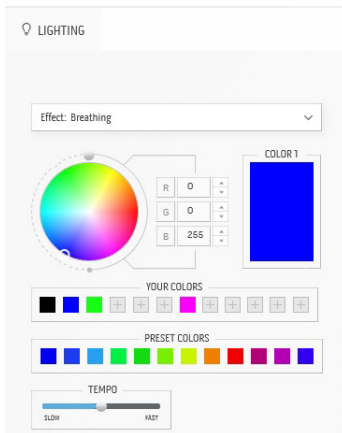 LIGHTING
Effect: Breathing
COLOR 1
R 0
G 0
B 255
YOUR COLORS
PRESET COLORS
TEMPO
SLOW FAST